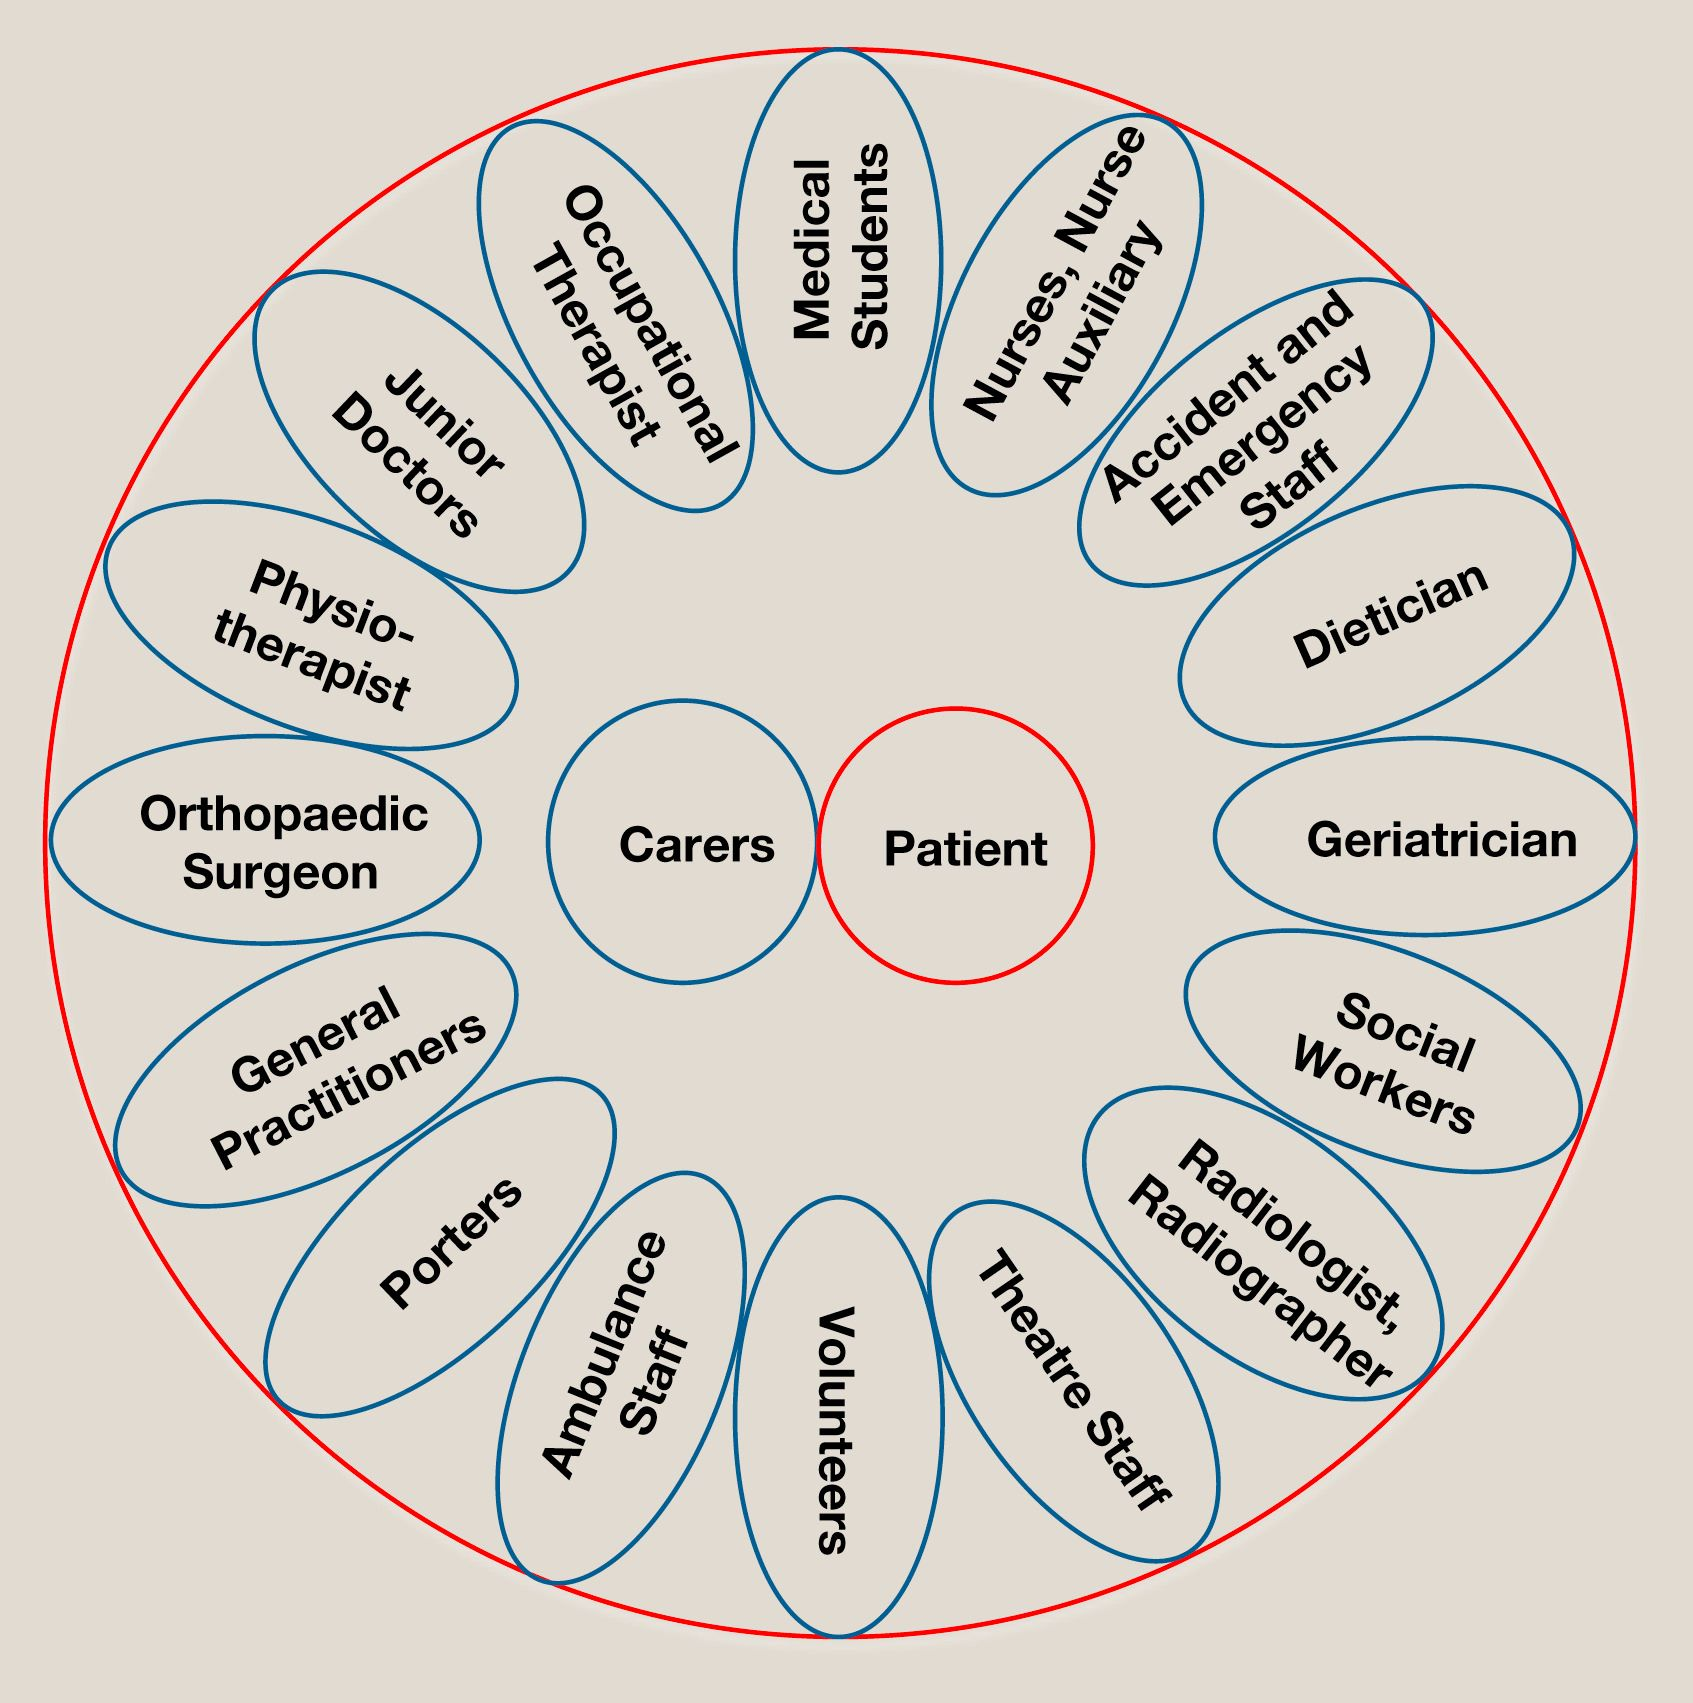 Medical
Students
Nurses, Nurse
Auxiliary
Accident and
Emergency
Staff
Dietician
Geriatrician
Social
Workers
Radiologist,
Radiographer
Theatre Staff
Volunteers
Ambulance
Staff
Porters
General
Practitioners
Orthopaedic
Surgeon
Physio-
therapist
Junior
Doctors
Occupational
Therapist
Carers
Patient